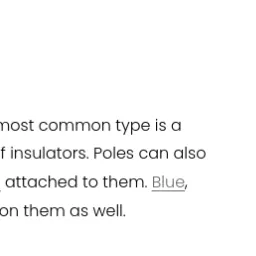 most common type is a
f insulators. Poles can also
attached to them. Blue,
on them as well.